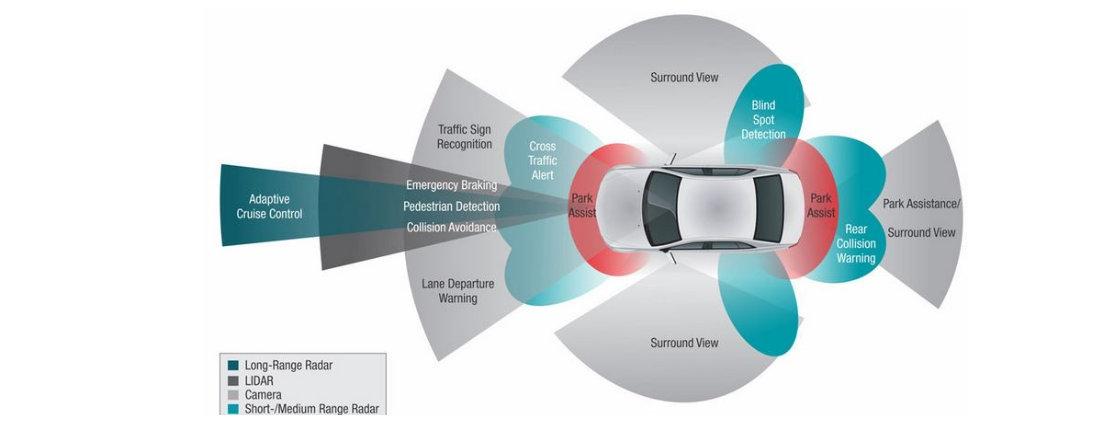 Surround View
Blind
Spot
Detection
Traffic Sign
Recognition
Cross
Traffic
Alert
Adaptive
Cruise Control
Emergency Braking
Pedestrian Detection
Collision Avoidance
Park
Assist
Park
Assist
Rear
Collision
Warning
Park Assistance/
Surround View
Lane Departure
Warning
Surround View
Long-Range Radar
LIDAR
Camera
Short-/Medium Range Radar